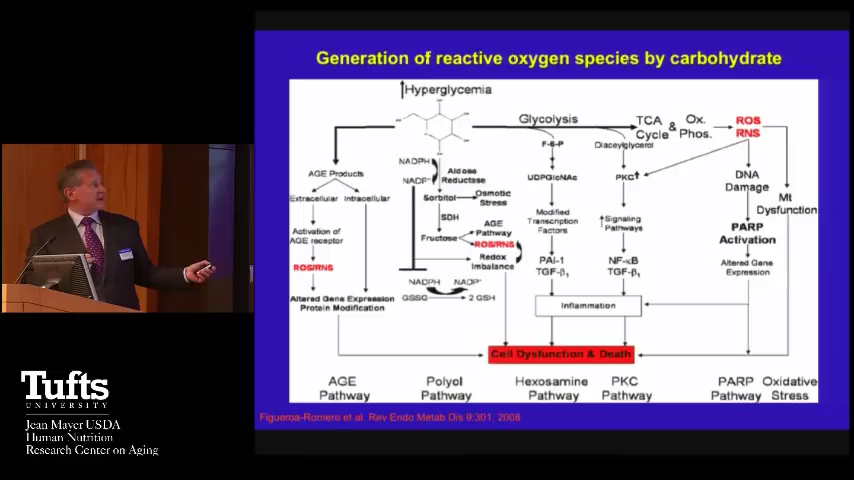 Generation of reactive oxygen species by carbohydrate
Hyperglycemia
Glycolysis
TCA
Cycle
&
Ox.
Phos.
ROS
RNS
F-6-P
Diacylglycerol
AGE Products
NADPH
NADP+
Aldose
Reductase
UDPGlcNAc
PKC
DNA
Damage
Mt
Dysfunction
Extracellular
Intracellular
Sorbitol
Osmotic
Stress
Modified
Transcription
Factors
Signaling
Pathways
PARP
Activation
Activation of
AGE receptor
SDH
Fructose
AGE
Pathway
ROS/RNS
Redox
Imbalance
ROS/RNS
PAI-1
TGF-β1
NF-κB
TGF-β1
Altered Gene
Expression
NADPH
NADP+
GSSG
2 GSH
Altered Gene Expression
Protein Modification
Inflammation
Cell Dysfunction & Death
AGE
Pathway
Polyol
Pathway
Hexosamine
Pathway
PKC
Pathway
PARP
Pathway
Oxidative
Stress
Figueroa-Romero et al. Rev Endo Metab Dis 9:301, 2008
Tufts
UNIVERSITY
Jean Mayer USDA
Human Nutrition
Research Center on Aging